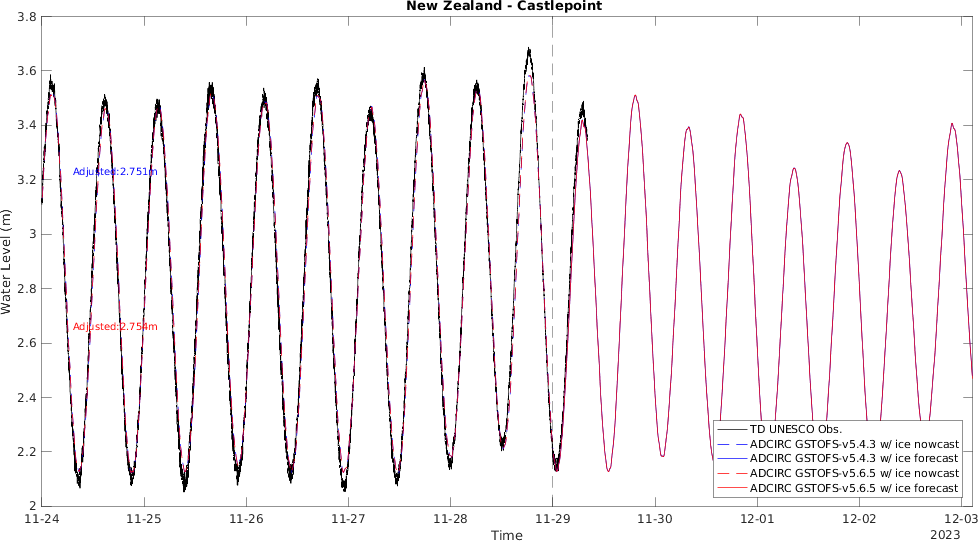 New Zealand - Castlepoint
3.8
3.6
3.4
3.2
3
2.8
2.6
2.4
2.2
2
Water Level (m)
Adjusted:2.751m
Adjusted:2.754m
TD UNESCO Obs.
ADCIRC GSTOFS-v5.4.3 w/ ice nowcast
ADCIRC GSTOFS-v5.4.3 w/ ice forecast
ADCIRC GSTOFS-v5.6.5 w/ ice nowcast
ADCIRC GSTOFS-v5.6.5 w/ ice forecast
11-24 11-25 11-26 11-27 11-28 11-29 11-30 12-01 12-02 12-03
Time
2023